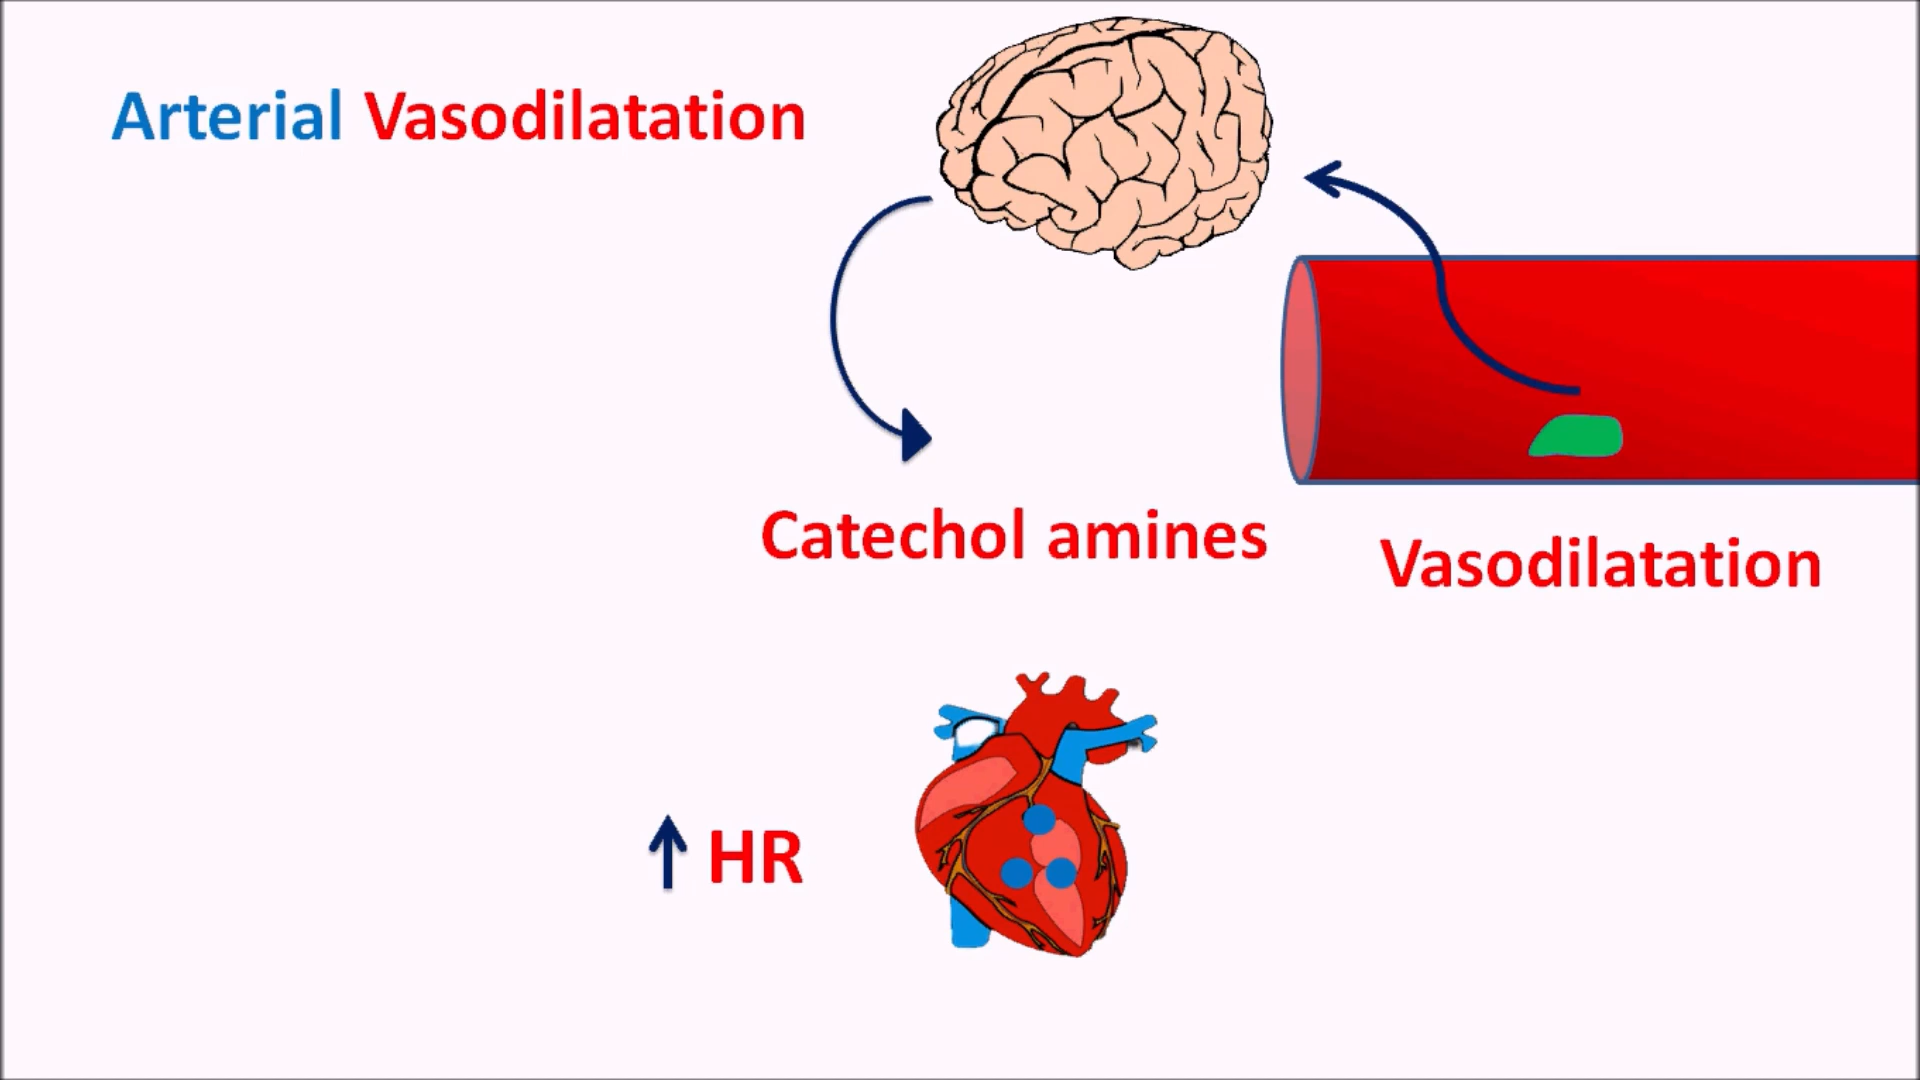 Arterial Vasodilatation
Catechol amines
Vasodilatation
↑ HR